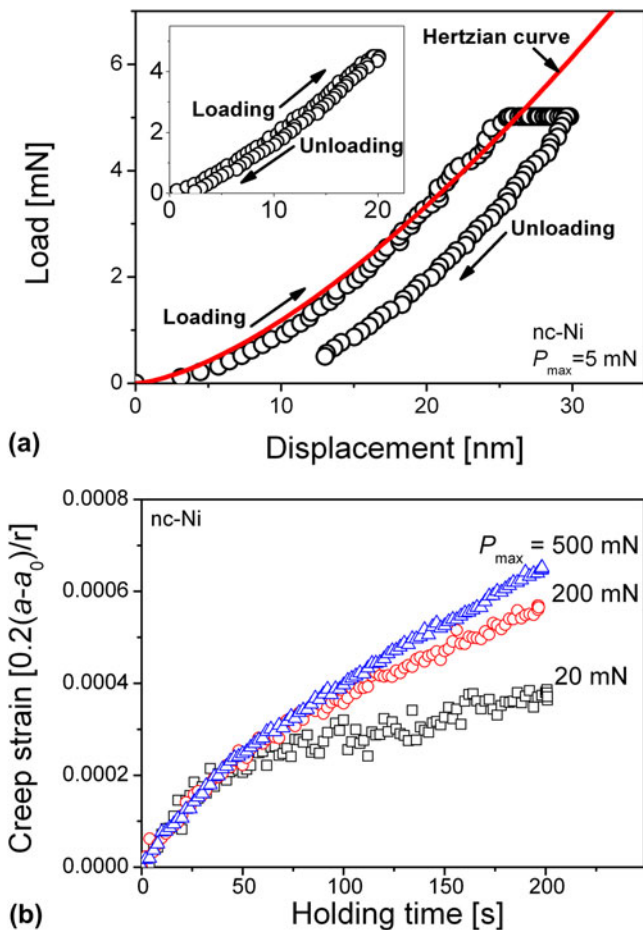 Load [mN]
6
4
2
0
4
2
0
0
10
20
Loading
Unloading
Hertzian curve
Loading
Unloading
nc-Ni
Pmax=5 mN
0
10
20
30
(a)
Displacement [nm]
Creep strain [0.2(a-a0)/r]
0.0008
0.0006
0.0004
0.0002
0.0000
nc-Ni
Pmax = 500 mN
200 mN
20 mN
0
50
100
150
200
(b)
Holding time [s]